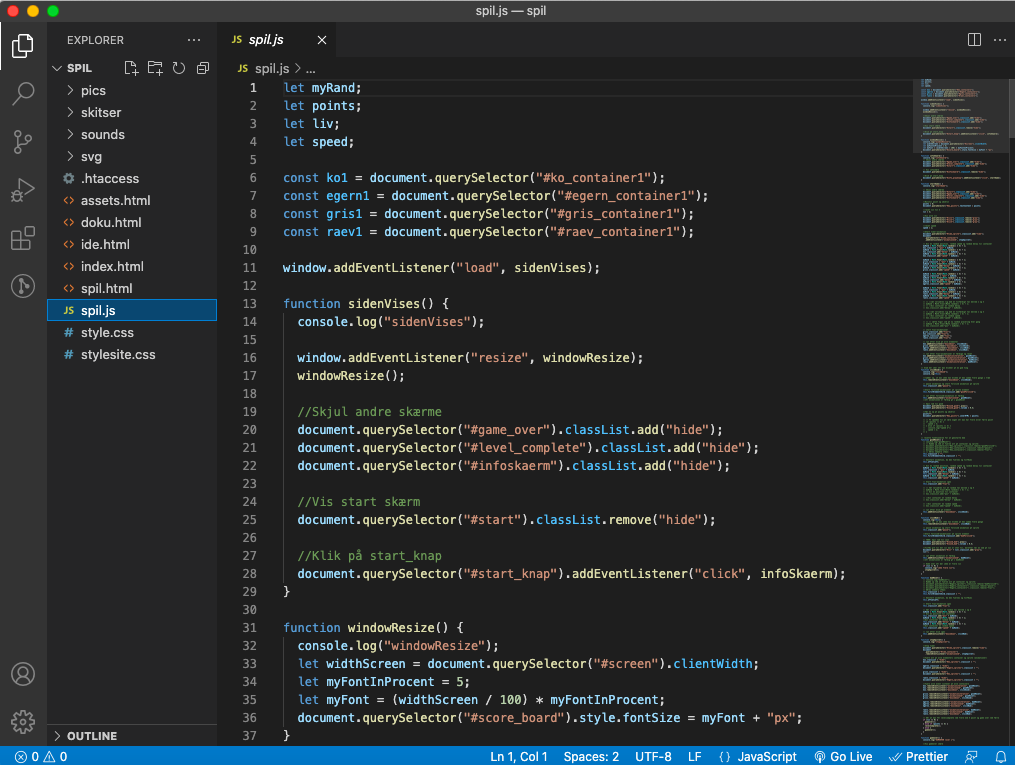 spil.js — spil
EXPLORER
SPIL
pics
skitser
sounds
svg
.htaccess
<> assets.html
<> doku.html
<> ide.html
<> index.html
<> spil.html
JS spil.js
# style.css
# stylesite.css
OUTLINE
JS spil.js
JS spil.js > ...
1 let myRand;
2 let points;
3 let liv;
4 let speed;
5
6 const ko1 = document.querySelector("#ko_container1");
7 const egern1 = document.querySelector("#egern_container1");
8 const gris1 = document.querySelector("#gris_container1");
9 const raev1 = document.querySelector("#raev_container1");
10
11 window.addEventListener("load", sidenVises);
12
13 function sidenVises() {
14 console.log("sidenVises");
15
16 window.addEventListener("resize", windowResize);
17 windowResize();
18
19 //Skjul andre skærme
20 document.querySelector("#game_over").classList.add("hide");
21 document.querySelector("#level_complete").classList.add("hide");
22 document.querySelector("#infoskaerm").classList.add("hide");
23
24 //Vis start skærm
25 document.querySelector("#start").classList.remove("hide");
26
27 //Klik på start_knap
28 document.querySelector("#start_knap").addEventListener("click", infoSkaerm);
29 }
30
31 function windowResize() {
32 console.log("windowResize");
33 let widthScreen = document.querySelector("#screen").clientWidth;
34 let myFontInProcent = 5;
35 let myFont = (widthScreen / 100) * myFontInProcent;
36 document.querySelector("#score_board").style.fontSize = myFont + "px";
37 }
0 0 Ln 1, Col 1 Spaces: 2 UTF-8 LF {} JavaScript Go Live Prettier